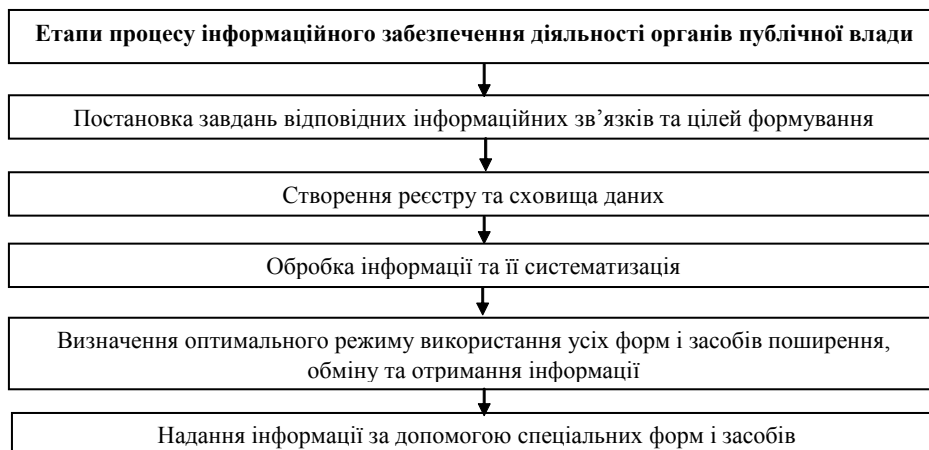 Етапи процесу інформаційного забезпечення діяльності органів публічної влади
Постановка завдань відповідних інформаційних зв’язків та цілей формування
Створення реєстру та сховища даних
Обробка інформації та її систематизація
Визначення оптимального режиму використання усіх форм і засобів поширення,
обміну та отримання інформації
Надання інформації за допомогою спеціальних форм і засобів